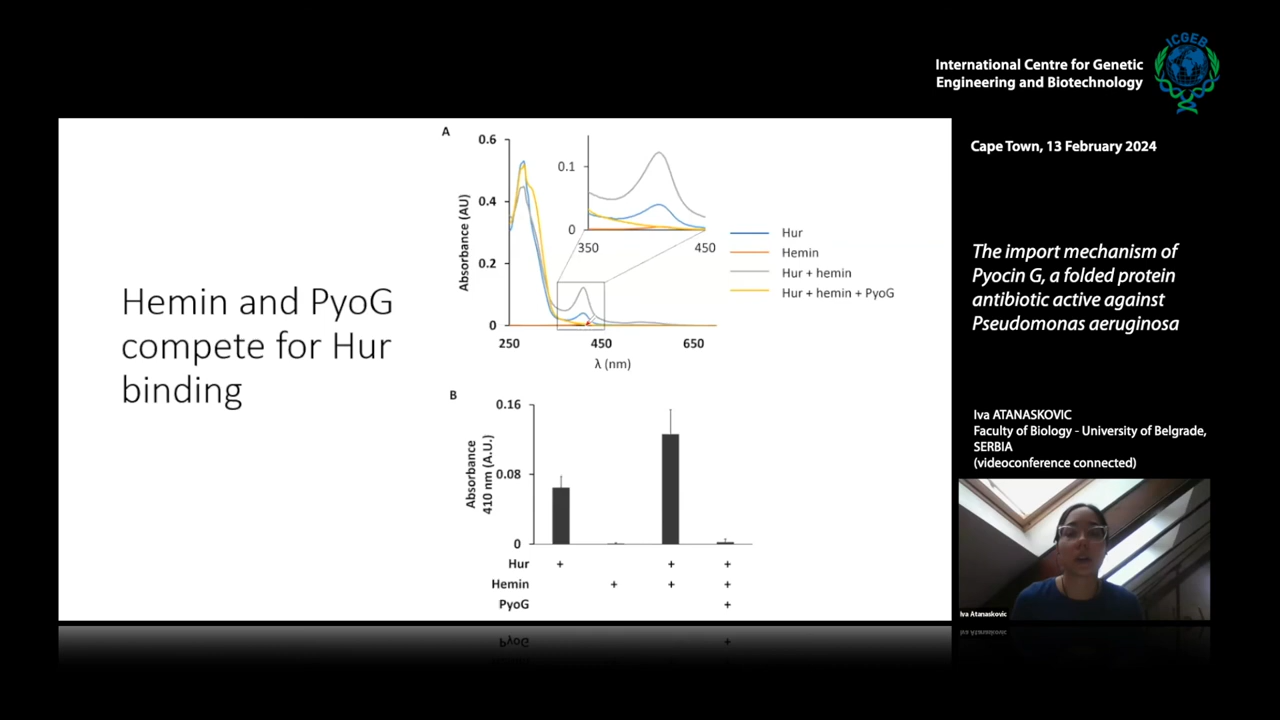 ICGEB
International Centre for Genetic
Engineering and Biotechnology
Cape Town, 13 February 2024
The import mechanism of
Pyocin G, a folded protein
antibiotic active against
Pseudomonas aeruginosa
Iva ATANASKOVIC
Faculty of Biology - University of Belgrade,
SERBIA
(videoconference connected)
Iva Atanaskovic
Hemin and PyoG
compete for Hur
binding
A
0.6
0.4
0.2
0
Absorbance (AU)
250
450
650
λ (nm)
0.1
0
350
450
Hur
Hemin
Hur + hemin
Hur + hemin + PyoG
B
0.16
0.08
0
Absorbance
410 nm (A.U.)
Hur + + +
Hemin + + +
PyoG +